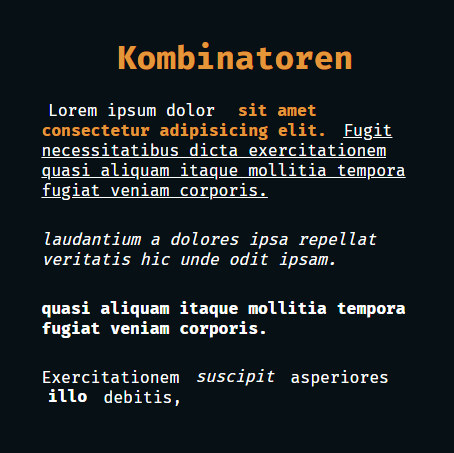 Kombinatoren
Lorem ipsum dolor sit amet
consectetur adipisicing elit. Fugit
necessitatibus dicta exercitationem
quasi aliquam itaque mollitia tempora
fugiat veniam corporis.
laudantium a dolores ipsa repellat
veritatis hic unde odit ipsam.
quasi aliquam itaque mollitia tempora
fugiat veniam corporis.
Exercitationem suscipit asperiores
illo debitis,